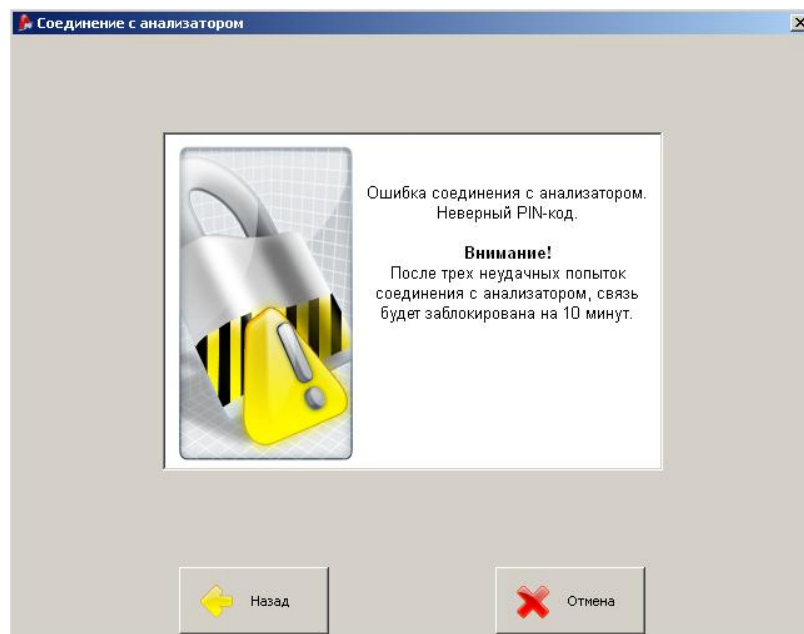 Соединение с анализатором
Ошибка соединения с анализатором.
Неверный PIN-код.
Внимание!
После трех неудачных попыток
соединения с анализатором, связь
будет заблокирована на 10 минут.
Назад
Отмена